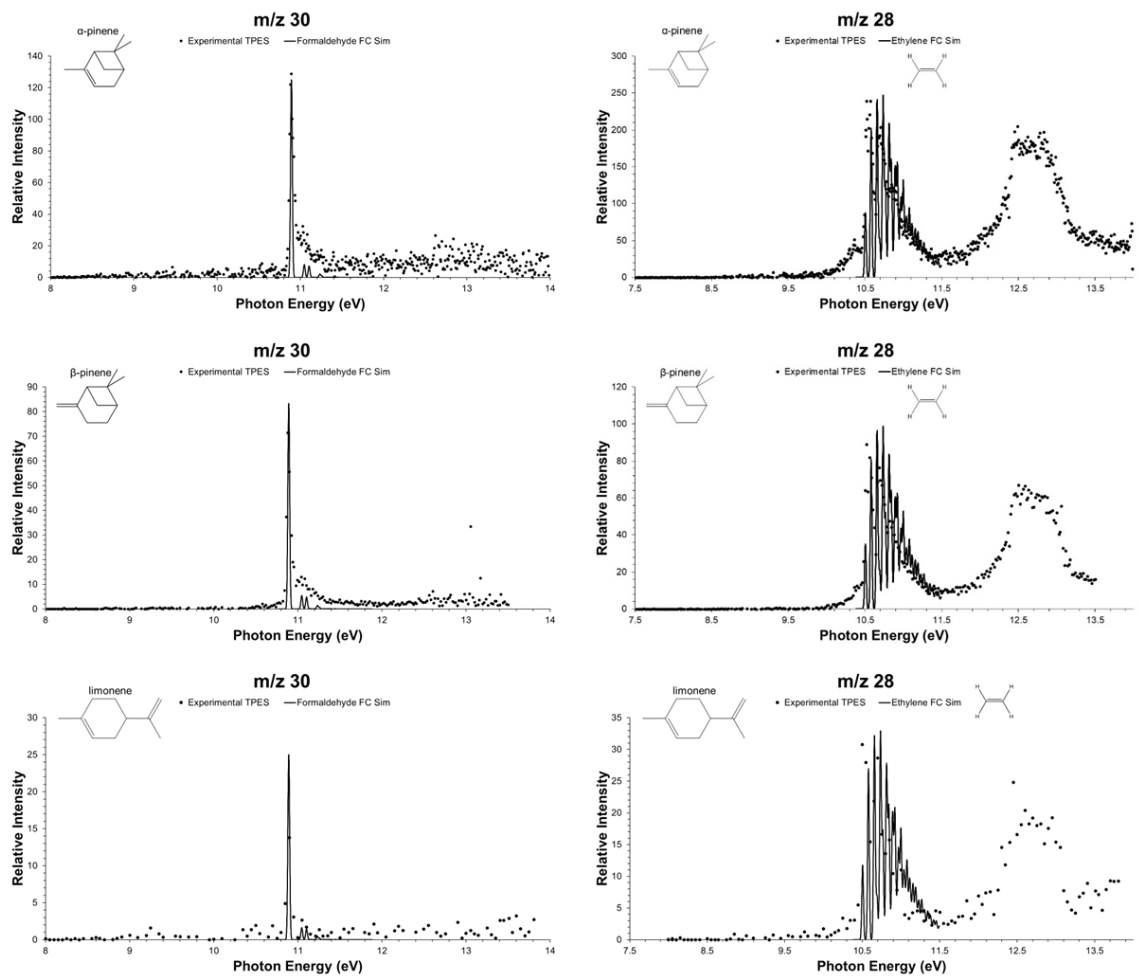 m/z 30
α-pinene
• Experimental TPES — Formaldehyde FC Sim
140
120
100
80
60
40
20
0
Relative Intensity
8 9 10 11 12 13 14
Photon Energy (eV)
m/z 28
α-pinene
• Experimental TPES — Ethylene FC Sim
H H
H H
300
250
200
150
100
50
0
Relative Intensity
7.5 8.5 9.5 10.5 11.5 12.5 13.5
Photon Energy (eV)
m/z 30
β-pinene
• Experimental TPES — Formaldehyde FC Sim
90
80
70
60
50
40
30
20
10
0
Relative Intensity
8 9 10 11 12 13 14
Photon Energy (eV)
m/z 28
β-pinene
• Experimental TPES — Ethylene FC Sim
H H
H H
120
100
80
60
40
20
0
Relative Intensity
7.5 8.5 9.5 10.5 11.5 12.5 13.5
Photon Energy (eV)
m/z 30
limonene
• Experimental TPES — Formaldehyde FC Sim
30
25
20
15
10
5
0
Relative Intensity
8 9 10 11 12 13 14
Photon Energy (eV)
m/z 28
limonene
• Experimental TPES — Ethylene FC Sim
H H
H H
35
30
25
20
15
10
5
0
Relative Intensity
7.5 8.5 9.5 10.5 11.5 12.5 13.5
Photon Energy (eV)